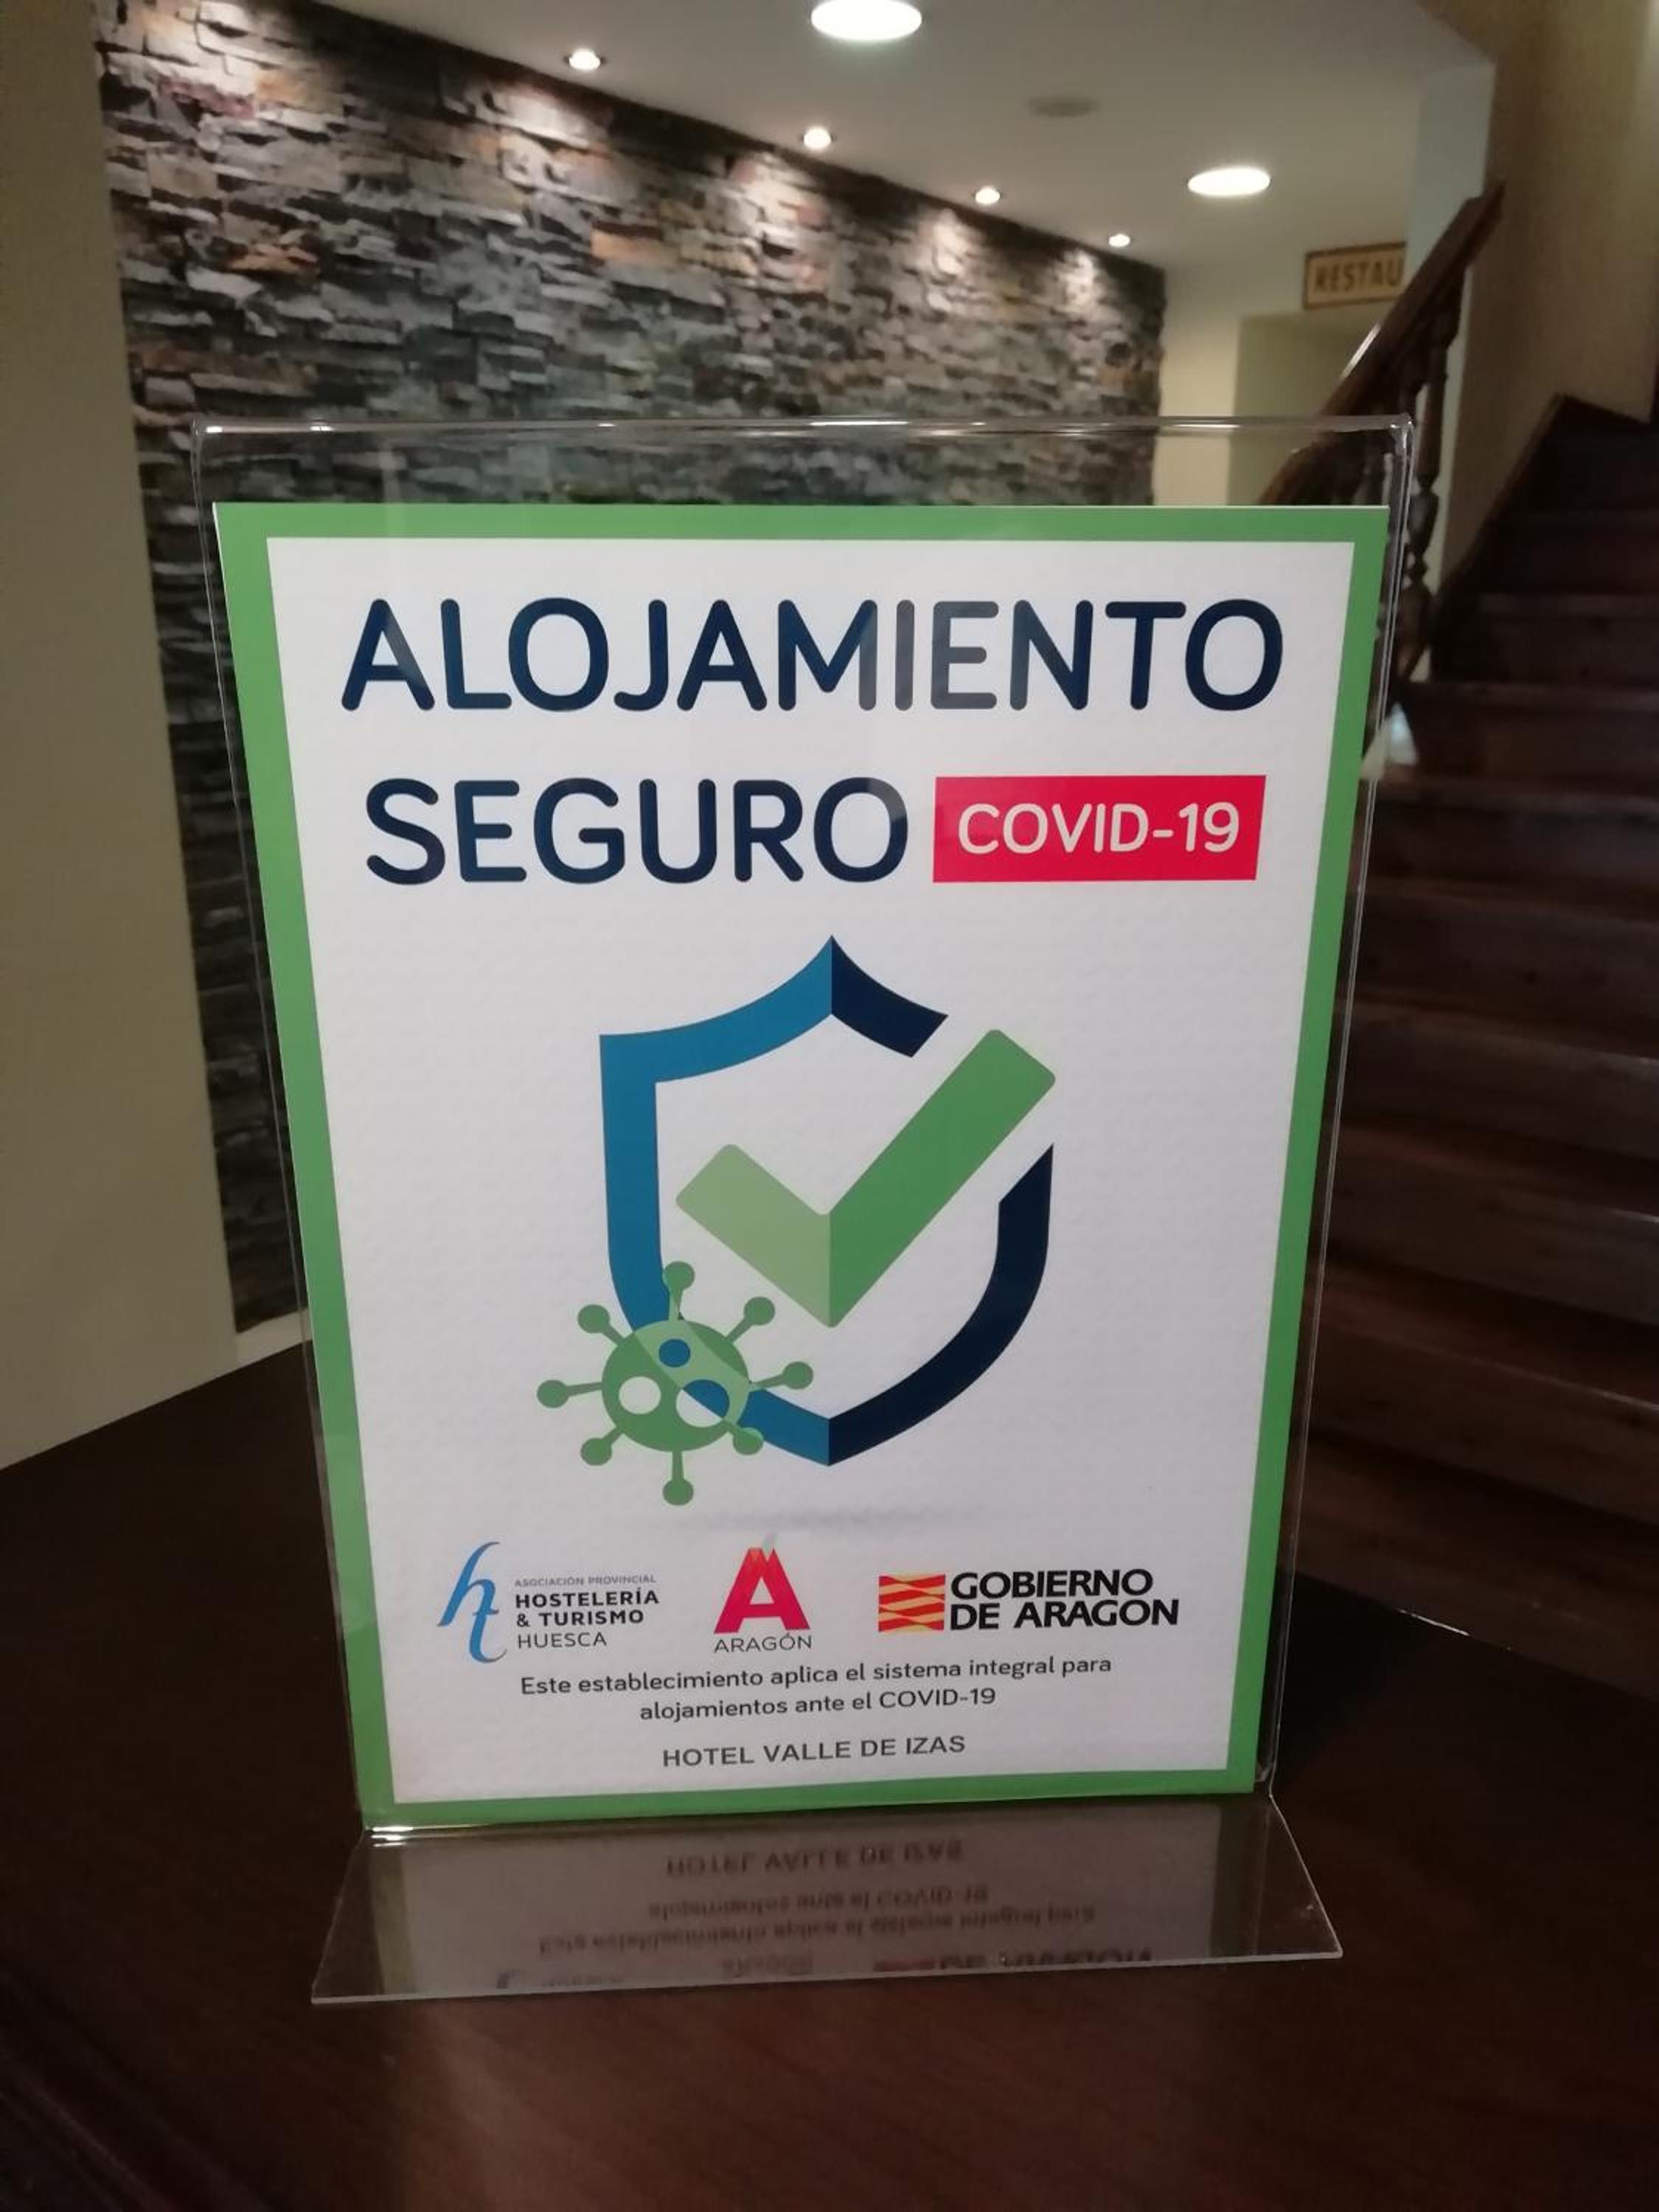 RESTAU
ALOJAMIENTO
SEGURO COVID-19
ht
ASOCIACIÓN PROVINCIAL
HOSTELERÍA
& TURISMO
HUESCA
ARAGÓN
GOBIERNO
DE ARAGON
Este establecimiento aplica el sistema integral para
alojamientos ante el COVID-19
HOTEL VALLE DE IZAS